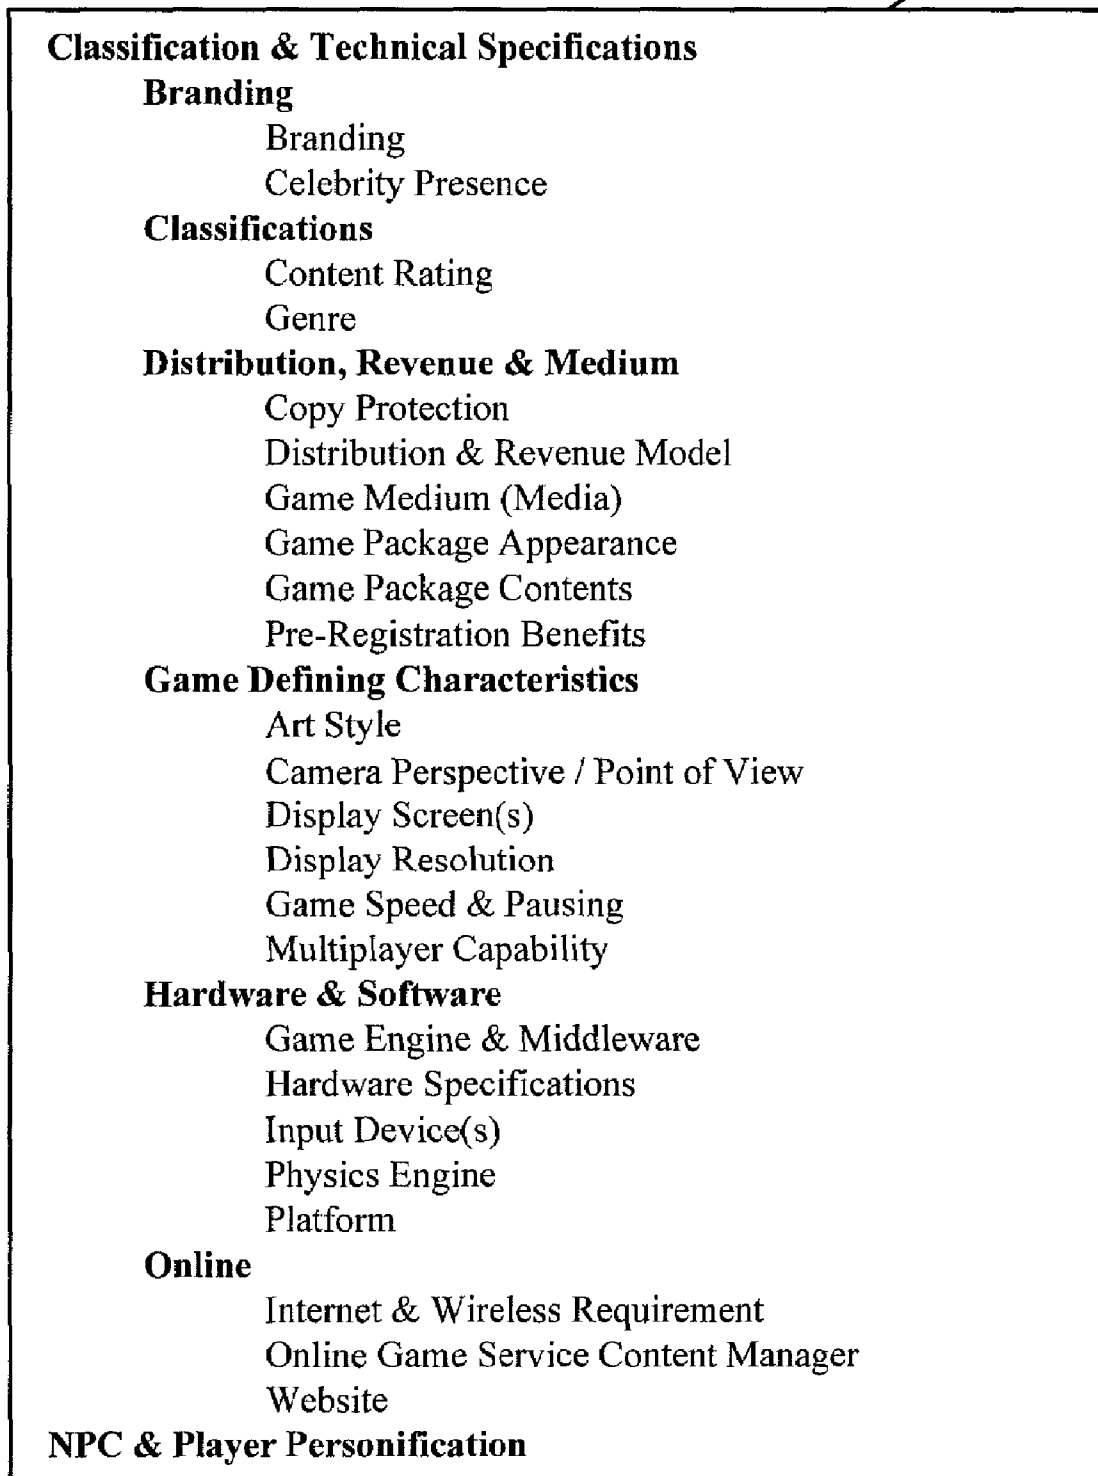 Classification & Technical Specifications
Branding
Branding
Celebrity Presence
Classifications
Content Rating
Genre
Distribution, Revenue & Medium
Copy Protection
Distribution & Revenue Model
Game Medium (Media)
Game Package Appearance
Game Package Contents
Pre-Registration Benefits
Game Defining Characteristics
Art Style
Camera Perspective / Point of View
Display Screen(s)
Display Resolution
Game Speed & Pausing
Multiplayer Capability
Hardware & Software
Game Engine & Middleware
Hardware Specifications
Input Device(s)
Physics Engine
Platform
Online
Internet & Wireless Requirement
Online Game Service Content Manager
Website
NPC & Player Personification